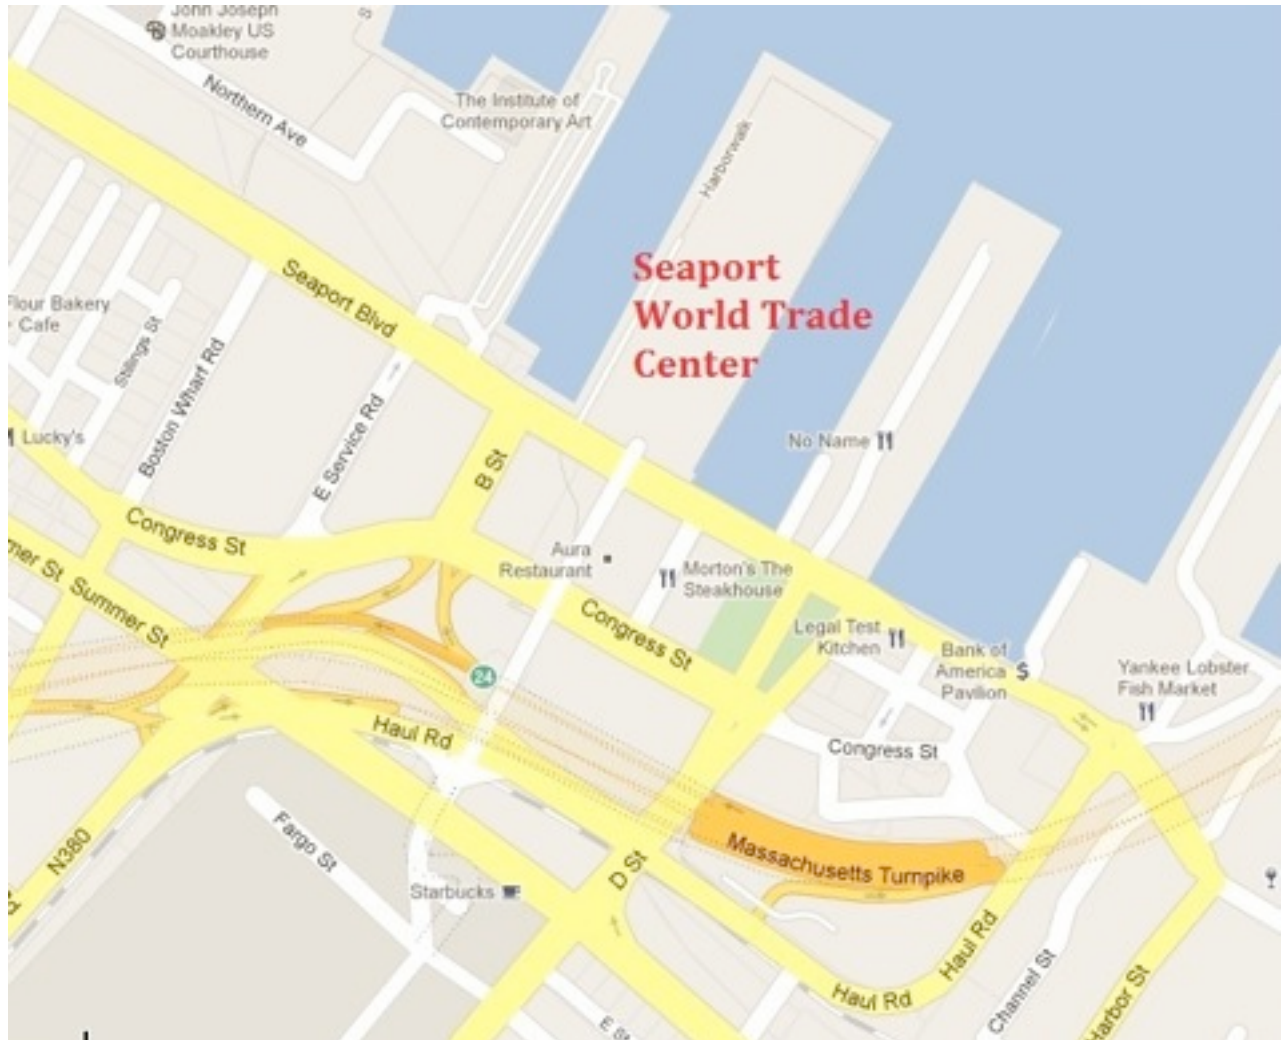 John Joseph
Moakley US
Courthouse
S
Northern Ave
The Institute of
Contemporary Art
Harborwalk
Seaport
World Trade
Center
Seaport Blvd
Flour Bakery
Cafe
Stillings St
Boston Wharf Rd
E Service Rd
Lucky's
B St
No Name
Congress St
Aura
Restaurant
Morton's The
Steakhouse
mer St
Summer St
Congress St
Legal Test
Kitchen
Bank of
America
Pavilion
$
Yankee Lobster
Fish Market
24
Haul Rd
Congress St
N380
Fargo St
Massachusetts Turnpike
D St
Starbucks
Haul Rd
Haul Rd
Channel St
Harbor St
E St